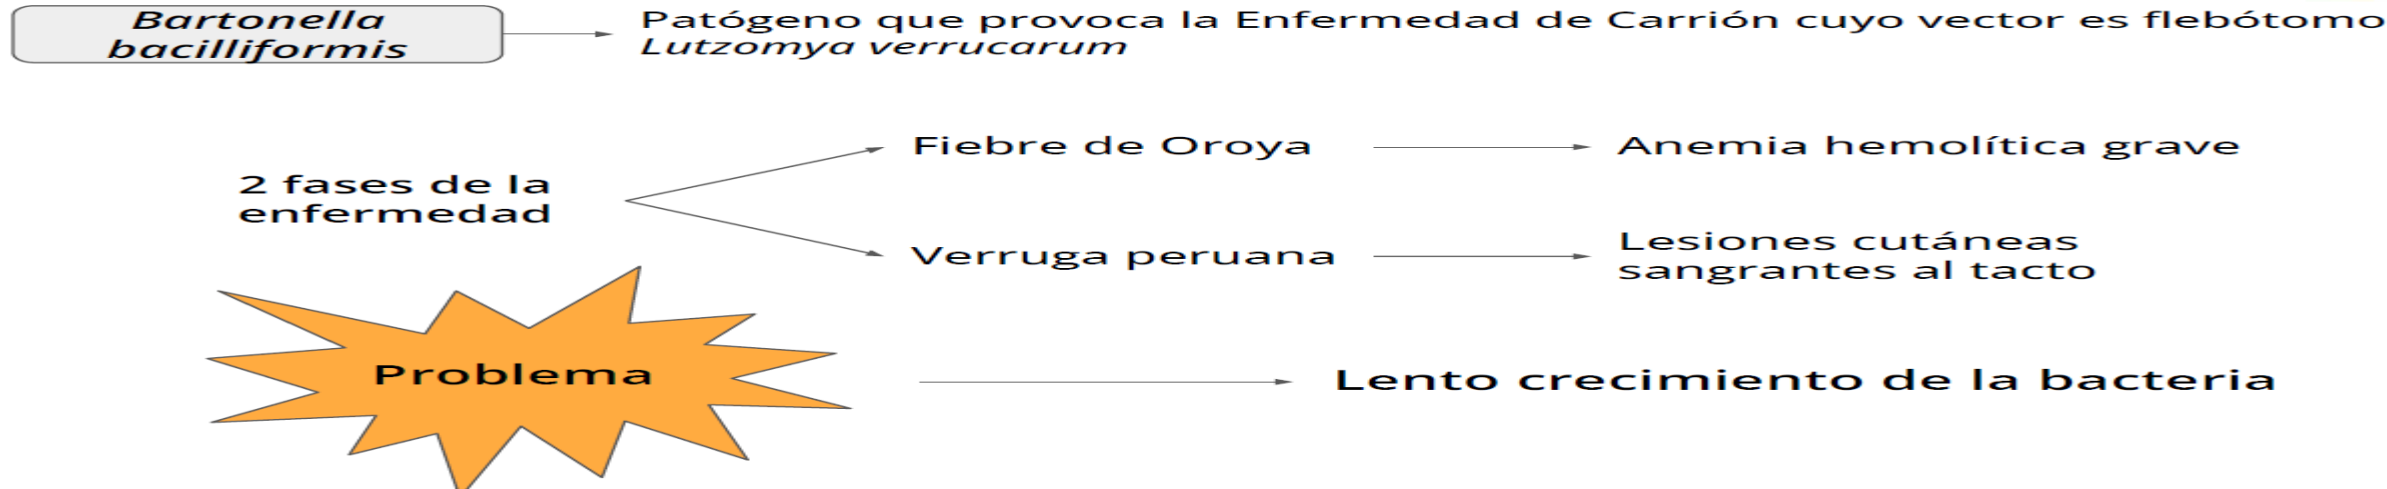 Bartonella
bacilliformis
Patógeno que provoca la Enfermedad de Carrión cuyo vector es flebótomo
Lutzomya verrucarum
2 fases de la
enfermedad
Fiebre de Oroya
Anemia hemolítica grave
Verruga peruana
Lesiones cutáneas
sangrantes al tacto
Problema
Lento crecimiento de la bacteria